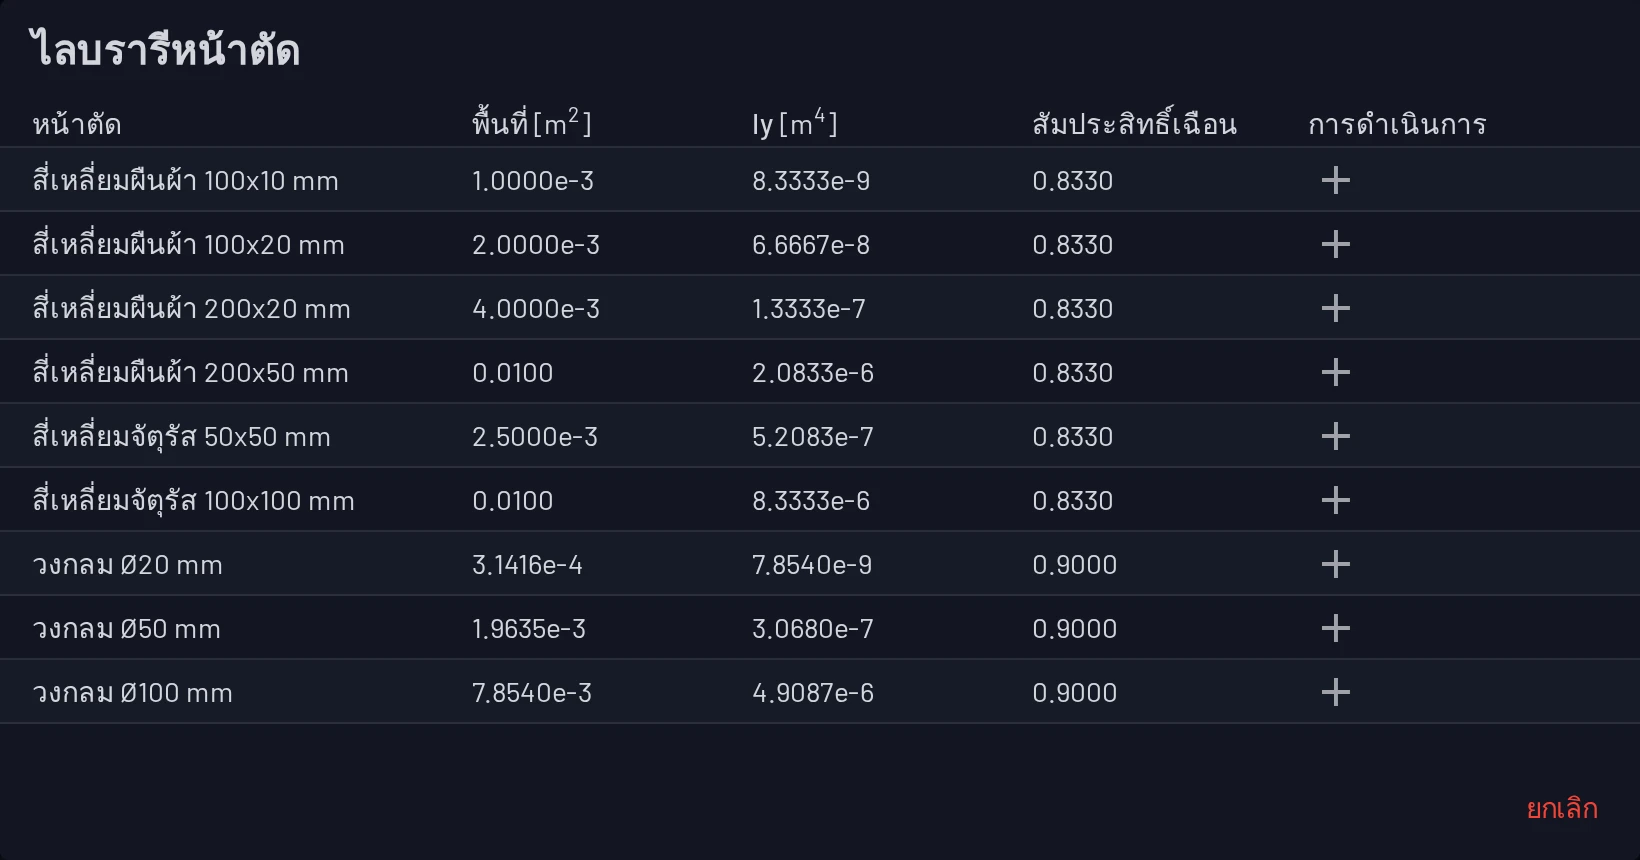 ไลบรารีหน้าตัด
หน้าตัด พื้นที่ [m²] Iy [m⁴] สัมประสิทธิ์เฉือน การดำเนินการ
สี่เหลี่ยมผืนผ้า 100x10 mm 1.0000e-3 8.3333e-9 0.8330 +
สี่เหลี่ยมผืนผ้า 100x20 mm 2.0000e-3 6.6667e-8 0.8330 +
สี่เหลี่ยมผืนผ้า 200x20 mm 4.0000e-3 1.3333e-7 0.8330 +
สี่เหลี่ยมผืนผ้า 200x50 mm 0.0100 2.0833e-6 0.8330 +
สี่เหลี่ยมจัตุรัส 50x50 mm 2.5000e-3 5.2083e-7 0.8330 +
สี่เหลี่ยมจัตุรัส 100x100 mm 0.0100 8.3333e-6 0.8330 +
วงกลม Ø20 mm 3.1416e-4 7.8540e-9 0.9000 +
วงกลม Ø50 mm 1.9635e-3 3.0680e-7 0.9000 +
วงกลม Ø100 mm 7.8540e-3 4.9087e-6 0.9000 +
ยกเลิก